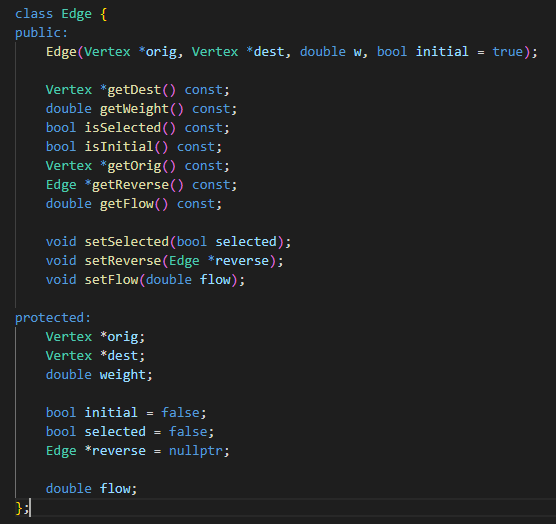 class Edge {
public:
    Edge(Vertex *orig, Vertex *dest, double w, bool initial = true);

    Vertex *getDest() const;
    double getWeight() const;
    bool isSelected() const;
    bool isInitial() const;
    Vertex *getOrig() const;
    Edge *getReverse() const;
    double getFlow() const;

    void setSelected(bool selected);
    void setReverse(Edge *reverse);
    void setFlow(double flow);

protected:
    Vertex *orig;
    Vertex *dest;
    double weight;

    bool initial = false;
    bool selected = false;
    Edge *reverse = nullptr;

    double flow;
};